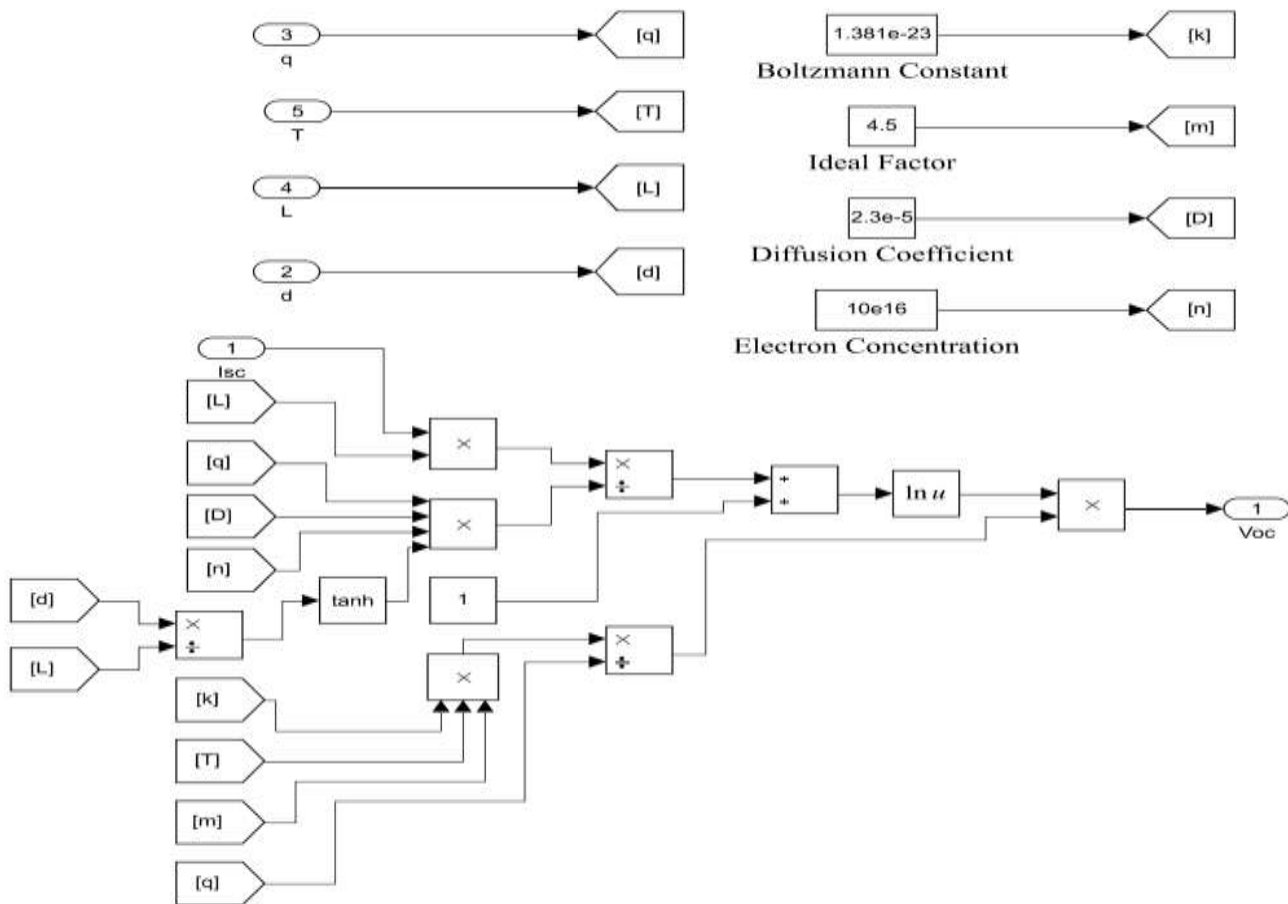 3
[q]
q
5
[T]
T
4
[L]
L
2
[d]
d
1.381e-23
[k]
Boltzmann Constant
4.5
[m]
Ideal Factor
2.3e-5
[D]
Diffusion Coefficient
10e16
[n]
Electron Concentration
1
Isc
[L]
[q]
[D]
[n]
×
×
×
÷
+
+
ln u
×
1
Voc
[d]
[L]
×
÷
tanh
1
×
÷
×
[k]
[T]
[m]
[q]